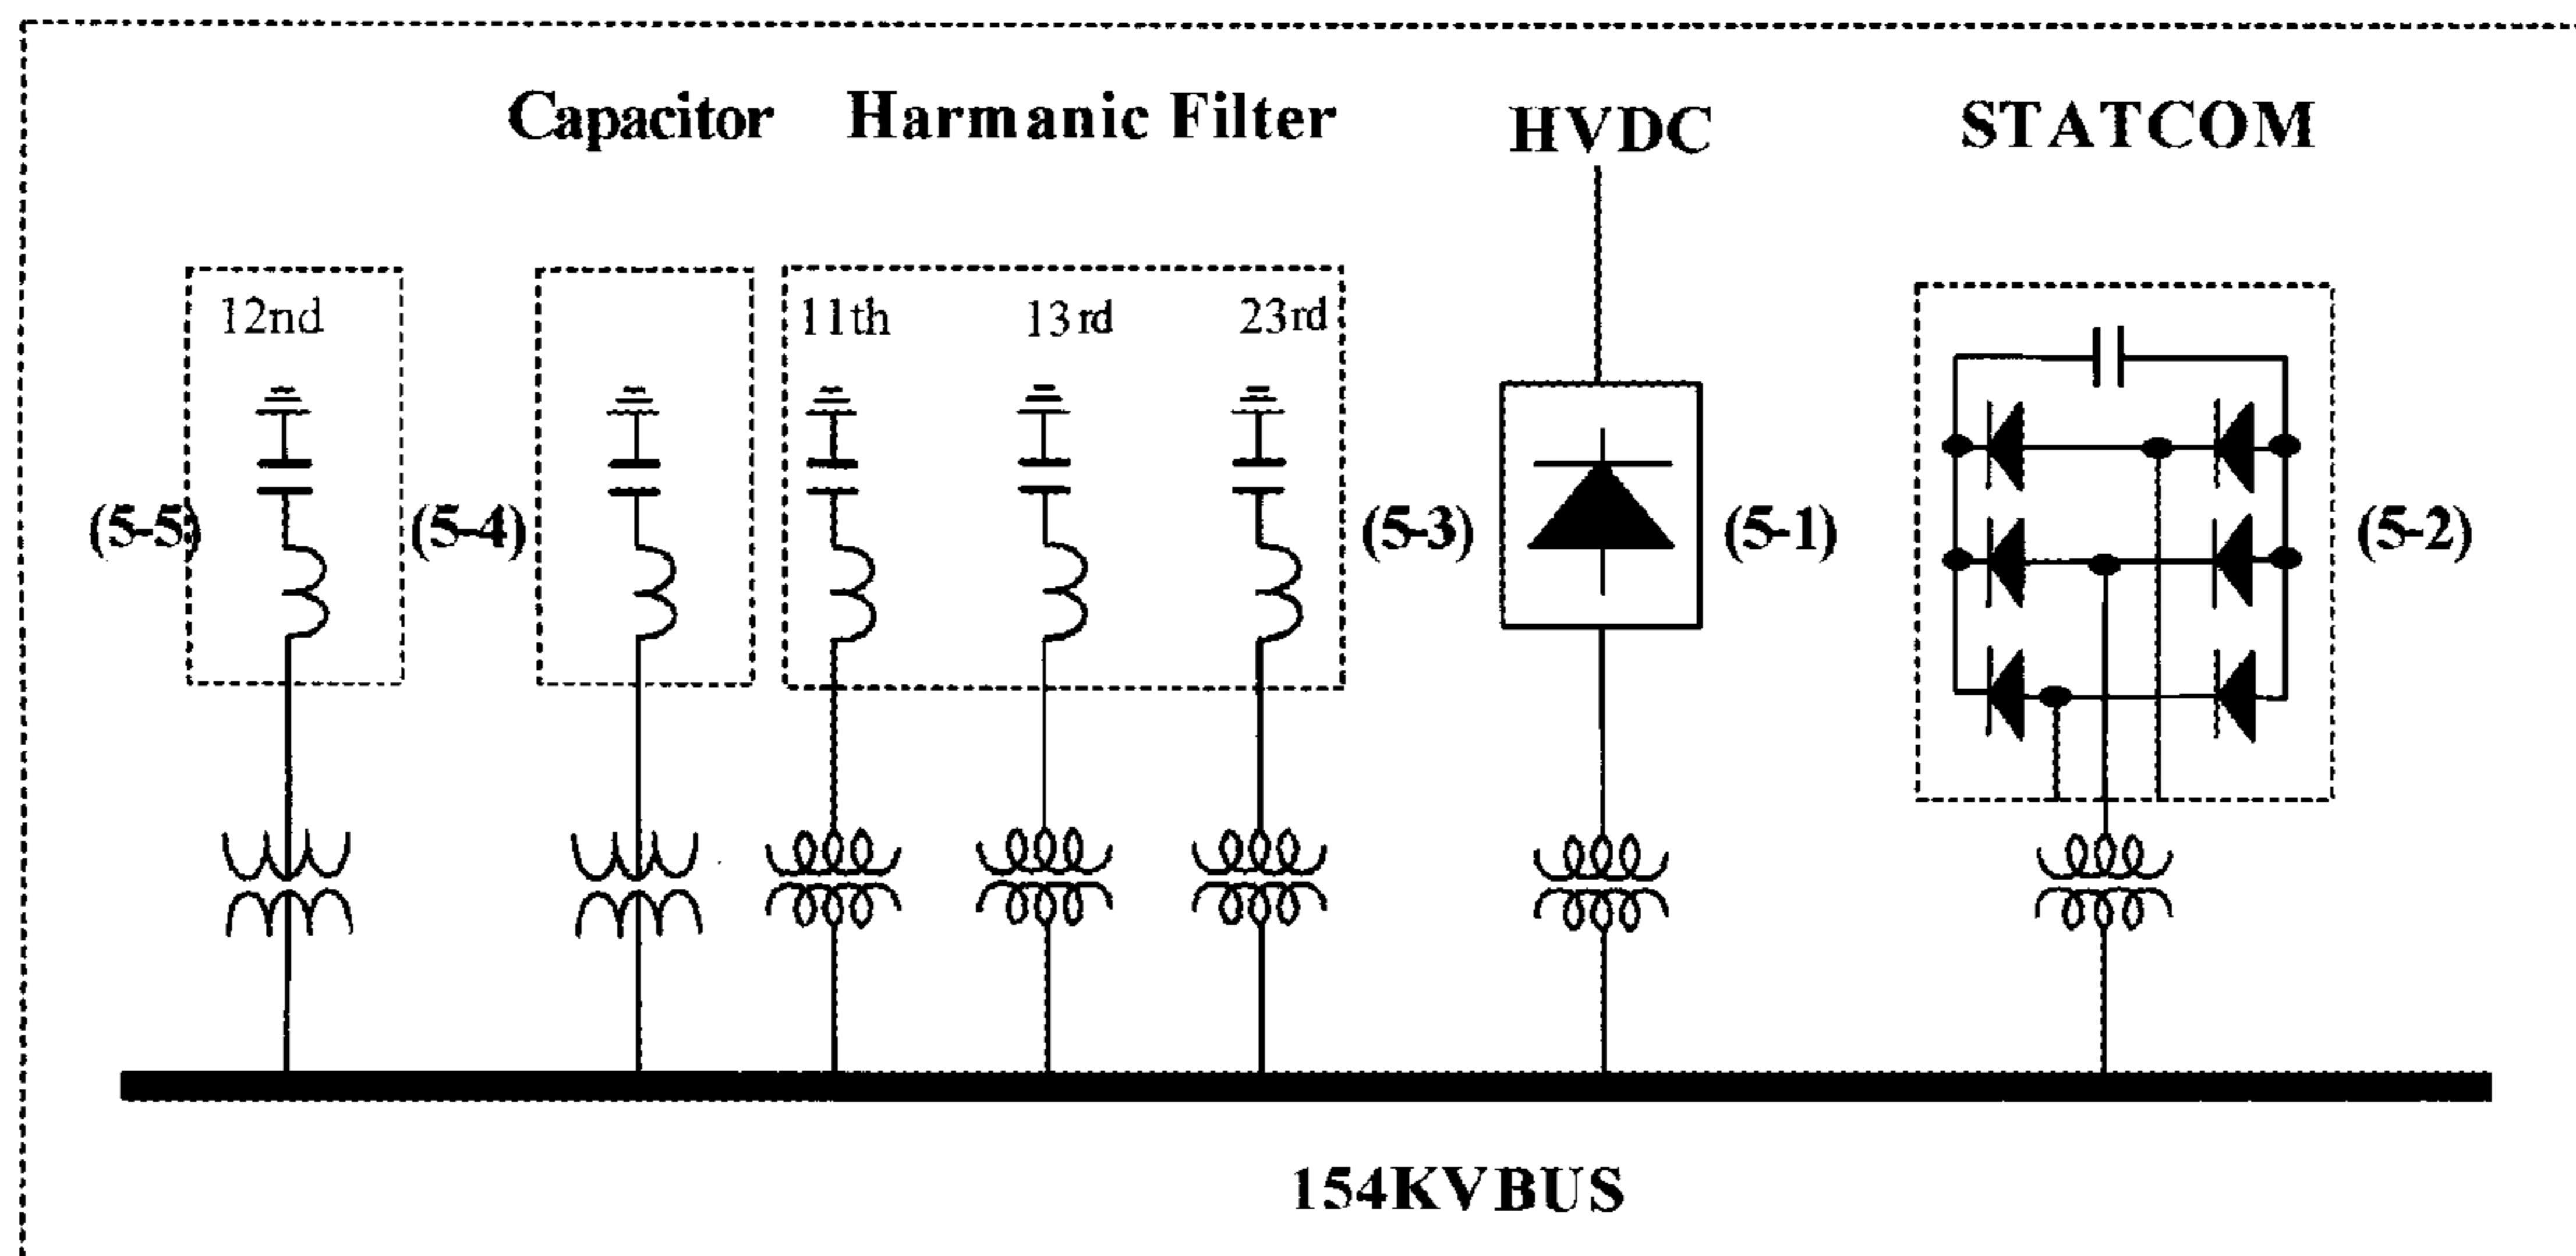 Capacitor Harmanic Filter HVDC STATCOM
12nd 11th 13rd 23rd
(5-5) (5-4) (5-3) (5-1) (5-2)
154KVBUS